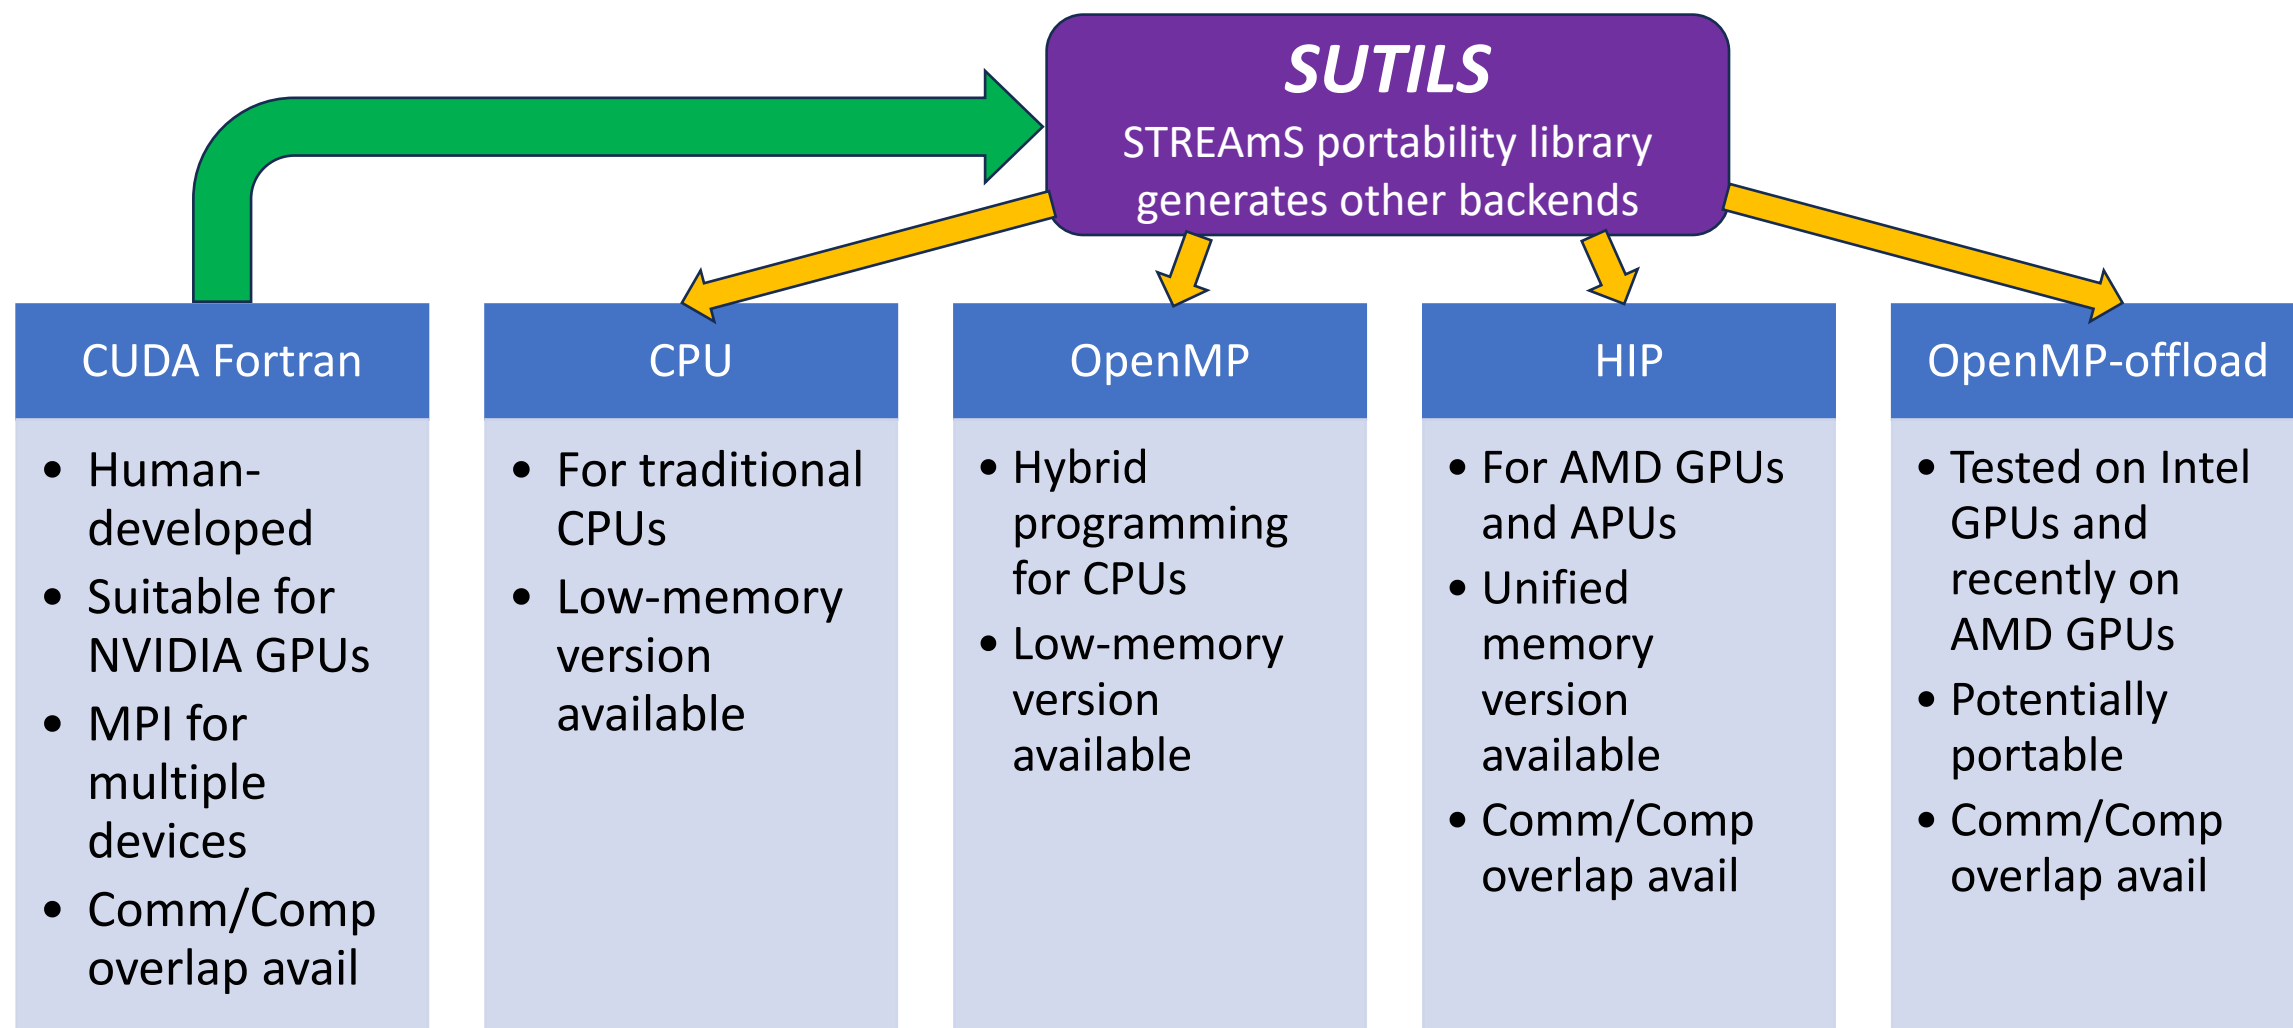 SUTILS
STREAmS portability library
generates other backends
CUDA Fortran
• Human-
developed
• Suitable for
NVIDIA GPUs
• MPI for
multiple
devices
• Comm/Comp
overlap avail
CPU
• For traditional
CPUs
• Low-memory
version
available
OpenMP
• Hybrid
programming
for CPUs
• Low-memory
version
available
HIP
• For AMD GPUs
and APUs
• Unified
memory
version
available
• Comm/Comp
overlap avail
OpenMP-offload
• Tested on Intel
GPUs and
recently on
AMD GPUs
• Potentially
portable
• Comm/Comp
overlap avail